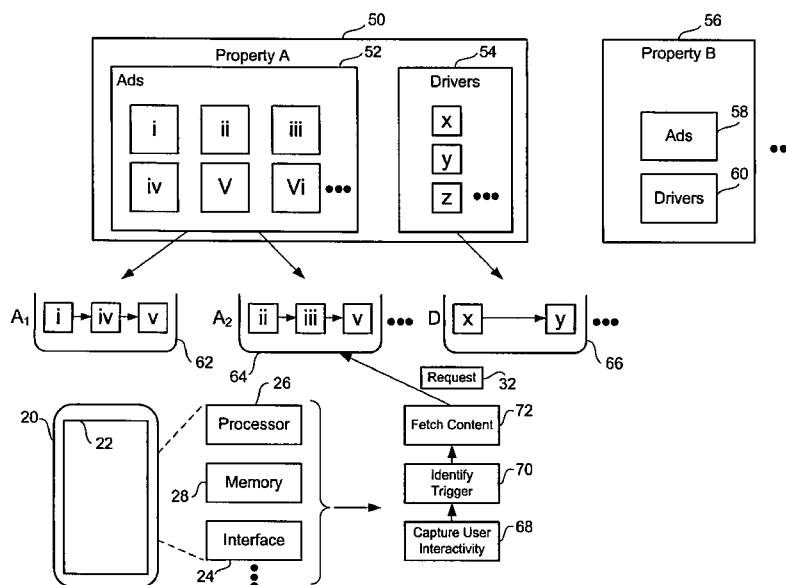 50
56
Property A
52
54
Property B
Ads
Drivers
i
ii
iii
x
58
Ads
y
60
iv
V
Vi
•••
z
•••
Drivers
••
A1
i
iv
v
A2
ii
iii
v
•••
D
x
y
•••
62
64
66
Request
32
26
20
22
Processor
72
Fetch Content
28
Memory
70
Identify
Trigger
Interface
24
68
Capture User
Interactivity